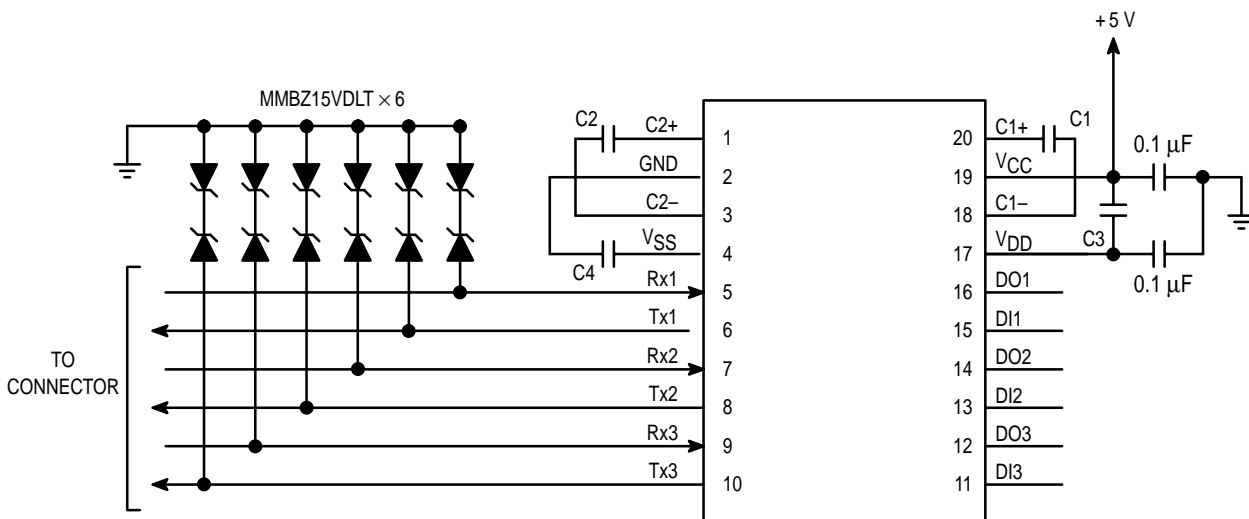 +5 V
MMBZ15VDLT × 6
C2
C2+
1
20
C1+
C1
0.1 µF
GND
2
19
VCC
C2–
3
18
C1–
VSS
4
17
VDD
C3
C4
0.1 µF
Rx1
5
16
DO1
Tx1
6
15
DI1
TO
CONNECTOR
Rx2
7
14
DO2
Tx2
8
13
DI2
Rx3
9
12
DO3
Tx3
10
11
DI3